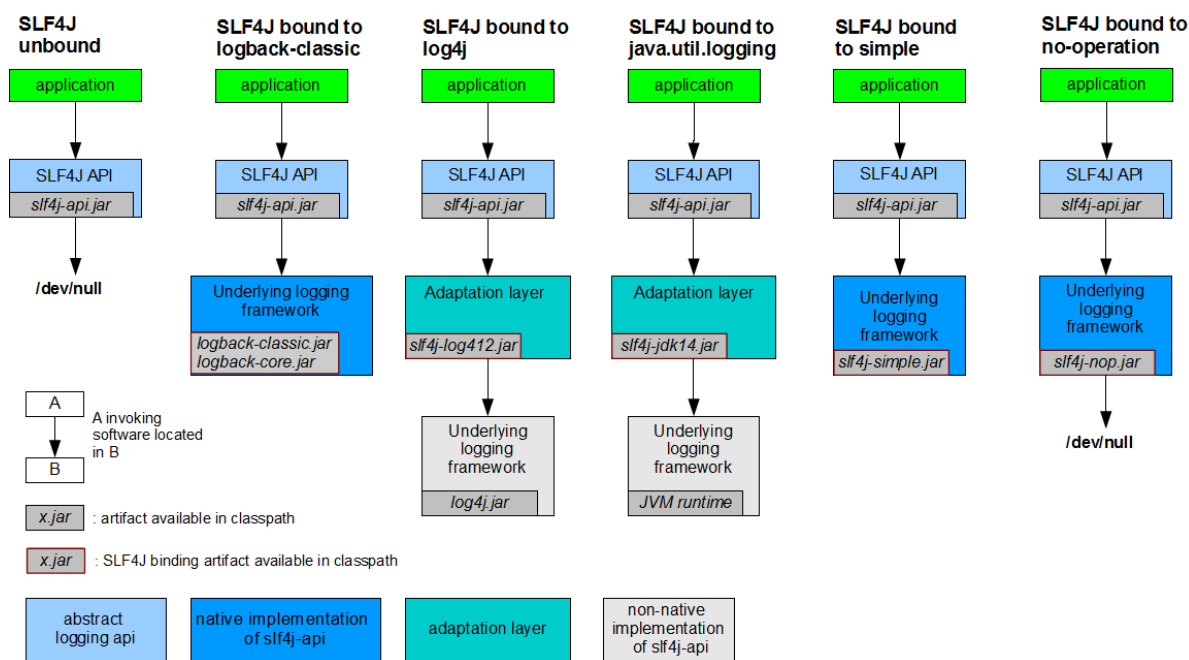 SLF4J
unbound
application
SLF4J API
slf4j-api.jar
/dev/null
SLF4J bound to
logback-classic
application
SLF4J API
slf4j-api.jar
Underlying logging
framework
logback-classic.jar
logback-core.jar
SLF4J bound to
log4j
application
SLF4J API
slf4j-api.jar
Adaptation layer
slf4j-log412.jar
Underlying
logging
framework
log4j.jar
SLF4J bound to
java.util.logging
application
SLF4J API
slf4j-api.jar
Adaptation layer
slf4j-jdk14.jar
Underlying
logging
framework
JVM runtime
SLF4J bound
to simple
application
SLF4J API
slf4j-api.jar
Underlying
logging
framework
slf4j-simple.jar
SLF4J bound to
no-operation
application
SLF4J API
slf4j-api.jar
Underlying
logging
framework
slf4j-nop.jar
/dev/null
A
B
A invoking
software located
in B
x.jar : artifact available in classpath
x.jar : SLF4J binding artifact available in classpath
abstract
logging api
native implementation
of slf4j-api
adaptation layer
non-native
implementation
of slf4j-api